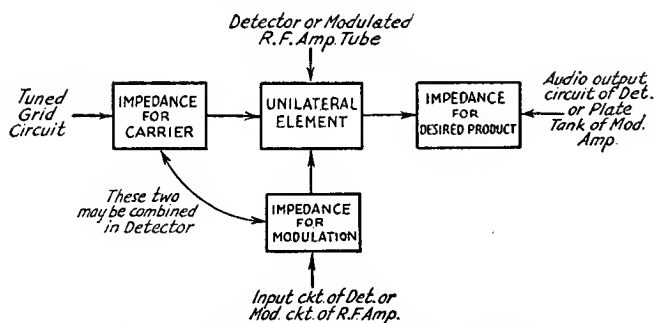 Detector or Modulated
R.F. Amp. Tube
Tuned
Grid
Circuit
IMPEDANCE
FOR
CARRIER
UNILATERAL
ELEMENT
IMPEDANCE
FOR
DESIRED PRODUCT
Audio output
circuit of Det.
or Plate
Tank of Mod.
Amp.
These two
may be combined
in Detector
IMPEDANCE
FOR
MODULATION
Input ckt. of Det. or
Mod. ckt. of R.F. Amp.